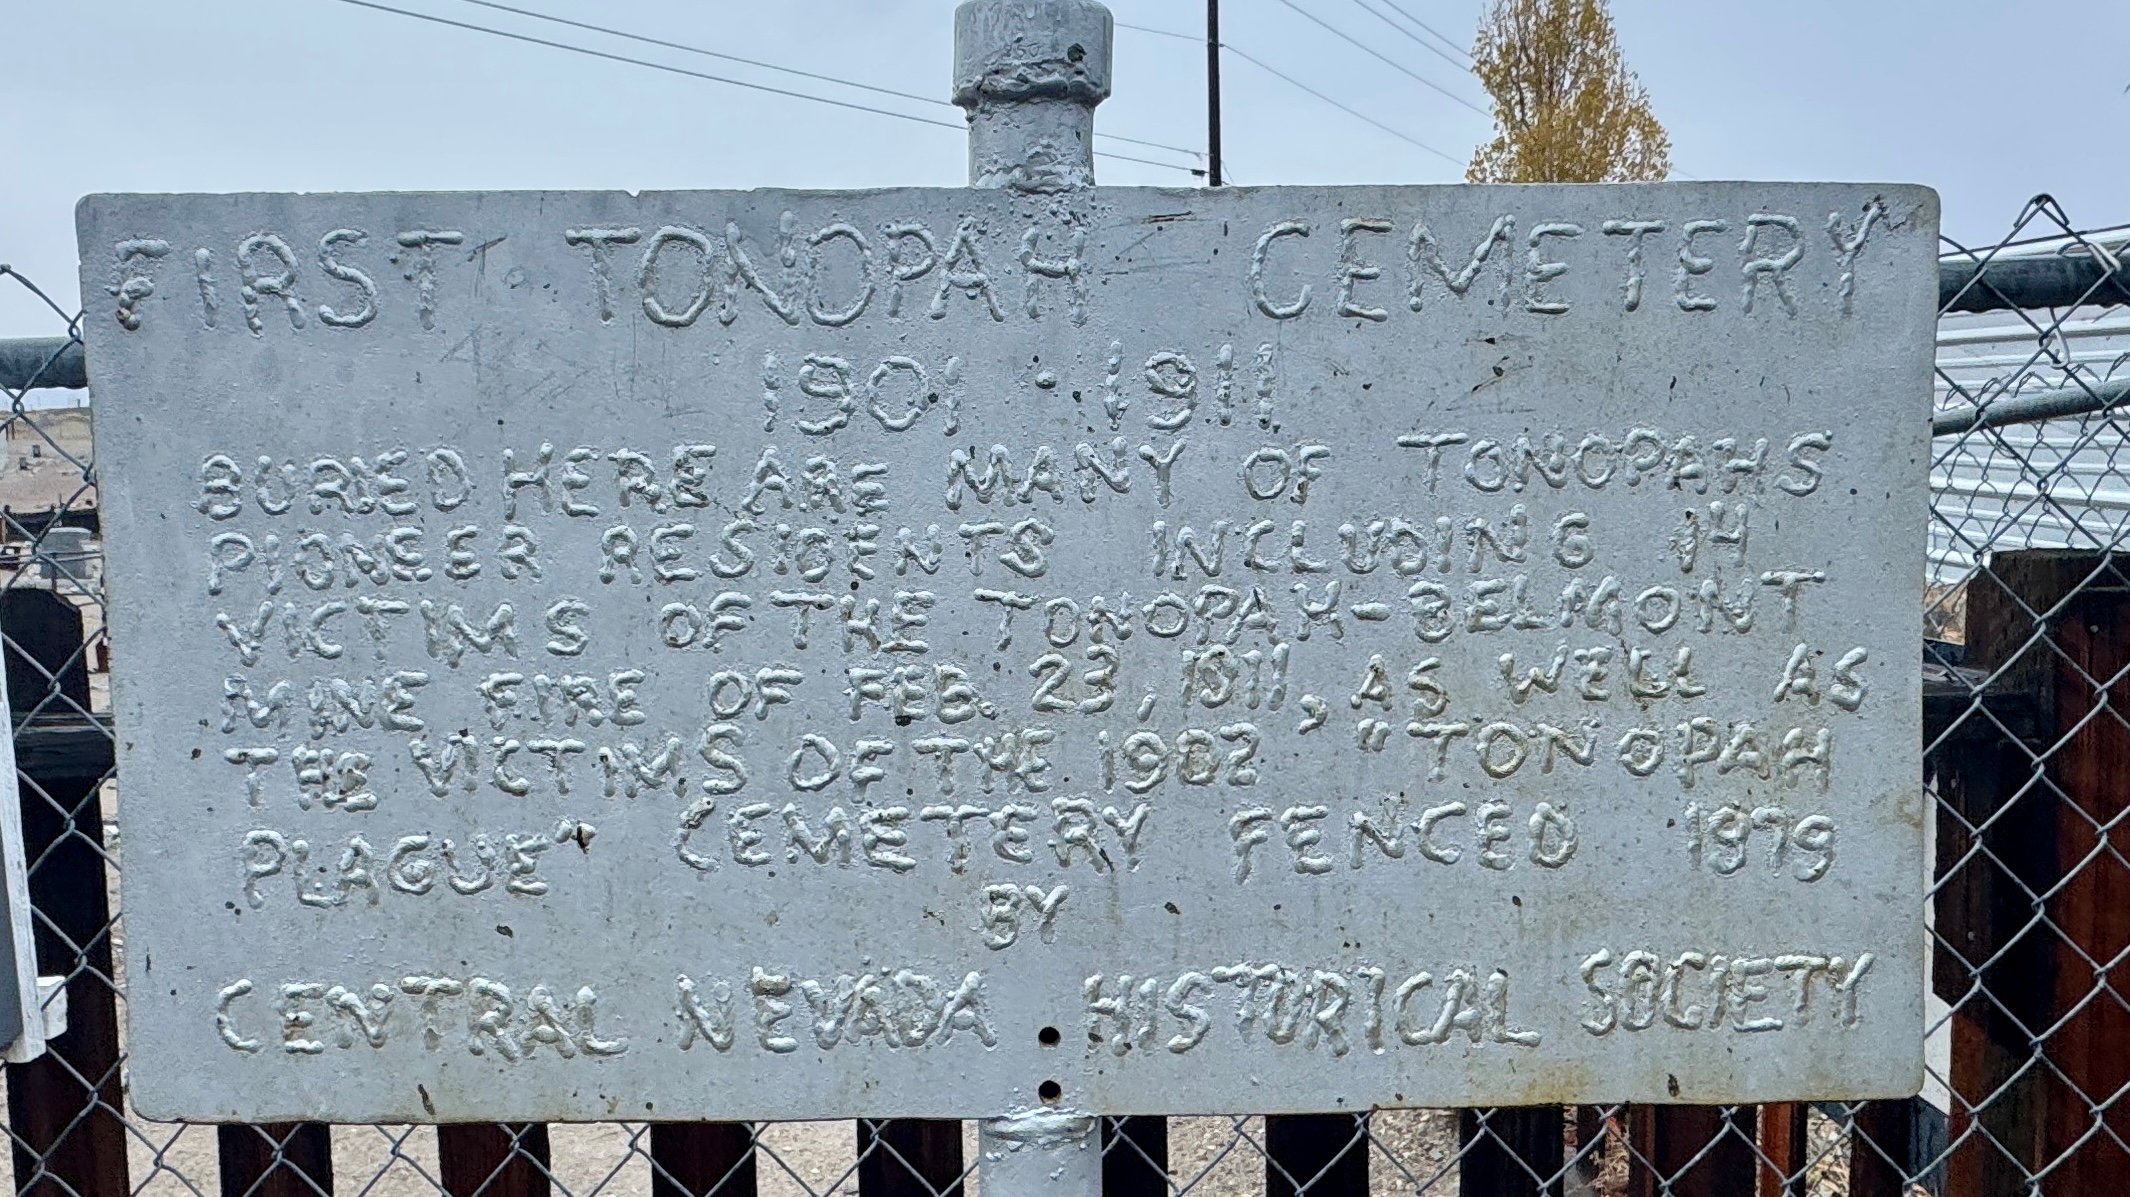 FIRST TONOPAH CEMETERY
1901 - 1911
BURIED HERE ARE MANY OF TONOPAHS
PIONEER RESIDENTS INCLUDING 14
VICTIMS OF THE TONOPAH-BELMONT
MINE FIRE OF FEB. 23, 1911, AS WELL AS
THE VICTIMS OF THE 1902 "TONOPAH
PLAGUE" CEMETERY FENCED 1979
BY
CENTRAL NEVADA HISTORICAL SOCIETY